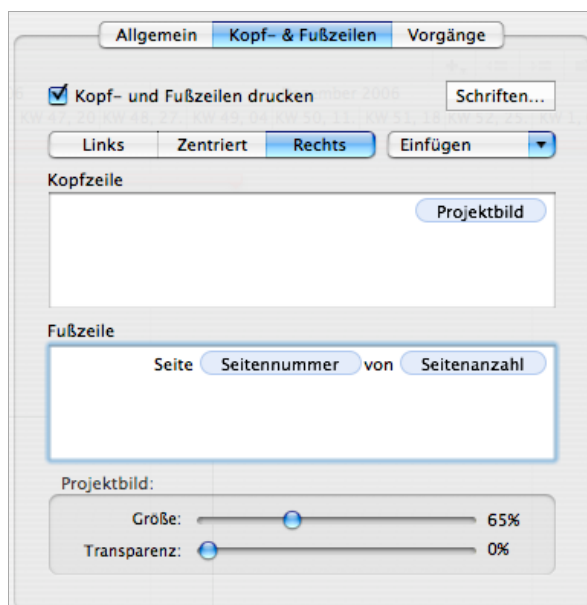 Allgemein Kopf- & Fußzeilen Vorgänge
Kopf- und Fußzeilen drucken Schriften...
Links Zentriert Rechts Einfügen
Kopfzeile
Projektbild
Fußzeile
Seite Seitennummer von Seitenanzahl
Projektbild:
Größe: 65%
Transparenz: 0%